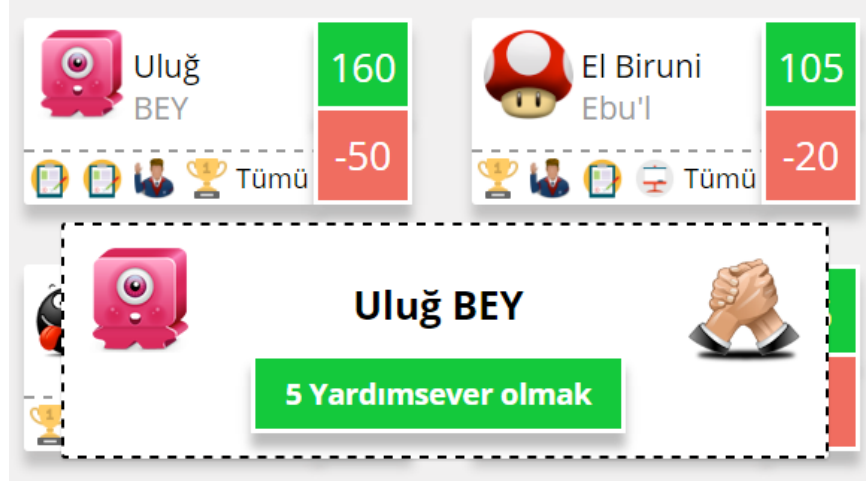 Uluğ
BEY
160
-50
Tümü
El Biruni
Ebu'l
105
-20
Tümü
Uluğ BEY
5 Yardımsever olmak